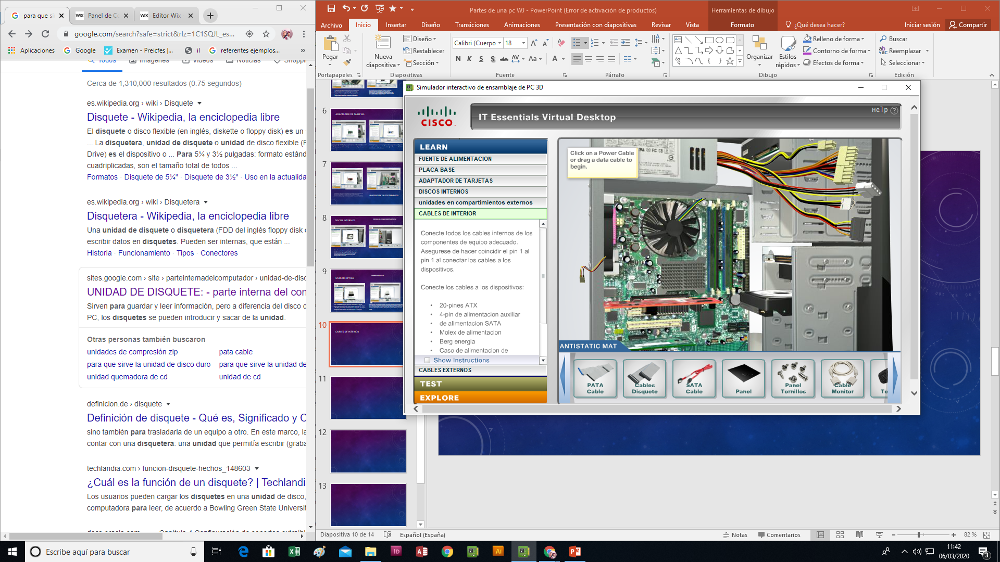 para que si
Panel de C
Editor Wix
google.com/search?safe=strict&rlz=1C1SQJL_es...
Aplicaciones
Google
Examen - Preicfes |...
il
referentes ejemplos...
»
Todos
Imágenes
Videos
Noticias
Shoppi
Cerca de 1,310,000 resultados (0.75 segundos)
es.wikipedia.org › wiki › Disquete
Disquete - Wikipedia, la enciclopedia libre
El disquete o disco flexible (en inglés, diskette o floppy disk) es un
... La disquetera, unidad de disquete o unidad de disco flexible (F
Drive) es el dispositivo o ... Para 5¼ y 3½ pulgadas: formato estánd
cuadriplicadas, son el tamaño total de todos ...
Formatos · Disquete de 5¼" · Disquete de 3½" · Uso en la actualida
es.wikipedia.org › wiki › Disquetera
Disquetera - Wikipedia, la enciclopedia libre
Una unidad de disquete o disquetera (FDD del inglés floppy disk
escribir datos en disquetes. Pueden ser internas, que están ...
Historia · Funcionamiento · Tipos · Conectores
sites.google.com › site › parteinternadelcomputador › unidad-de-disc
UNIDAD DE DISQUETE: - parte interna del con
Sirven para guardar y leer información, pero a diferencia del disco d
PC, los disquetes se pueden introducir y sacar de la unidad.
Otras personas también buscaron
unidades de compresión zip
pata cable
para que sirve la unidad de disco duro
para que sirve la unidad de
unidad quemadora de cd
unidad de cd
definicion.de › disquete
Definición de disquete - Qué es, Significado y C
sino también para trasladarla de un equipo a otro. En este marco, la
contar con una disquetera: una unidad que permitía escribir (graba
techlandia.com › funcion-disquete-hechos_148603
¿Cuál es la función de un disquete? | Techlandia
Los usuarios pueden cargar los disquetes en una unidad de disco,
computadora para leer, de acuerdo a Bowling Green State Universit
Partes de una pc WJ - PowerPoint (Error de activación de productos)
Herramientas de dibujo
Archivo
Inicio
Insertar
Diseño
Transiciones
Animaciones
Presentación con diapositivas
Revisar
Vista
Formato
¿Qué desea hacer?
Iniciar sesión
Compartir
Pegar
Nueva
diapositiva
Diseño
Restablecer
Sección
Calibri (Cuerpo
18
N K S S abc AV Aa A
Organizar
Estilos
rápidos
Relleno de forma
Contorno de forma
Efectos de forma
Buscar
Reemplazar
Seleccionar
Portapapeles
Diapositivas
Fuente
Párrafo
Dibujo
Edición
6
ADAPTADOR DE TARJETAS
7
8
DISCOS INTERNOS
9
UNIDAD OPTICA
10
CABLES DE INTERIOR
11
12
13
Simulador interactivo de ensamblaje de PC 3D
CISCO
IT Essentials Virtual Desktop
Help ?
LEARN
FUENTE DE ALIMENTACION
PLACA BASE
ADAPTADOR DE TARJETAS
DISCOS INTERNOS
unidades en compartimientos externos
CABLES DE INTERIOR
Conecte todos los cables internos de los
componentes de equipo adecuado.
Asegurese de hacer coincidir el pin 1 al
pin 1 al conectar los cables a los
dispositivos.
Conecte los cables a los dispositivos:
• 20-pines ATX
• 4-pin de alimentacion auxiliar
• de alimentacion SATA
• Molex de alimentacion
• Berg energia
• Caso de alimentacion de
Show Instructions
CABLES EXTERNOS
TEST
EXPLORE
Click on a Power Cable
or drag a data cable to
begin.
ANTISTATIC MAT
PATA
Cable
Cables
Disquete
SATA
Cable
Panel
Panel
Tornillos
Cable
Monitor
Te
Diapositiva 10 de 14
Español (España)
Notas
Comentarios
82 %
Escribe aquí para buscar
11:42
06/03/2020
3